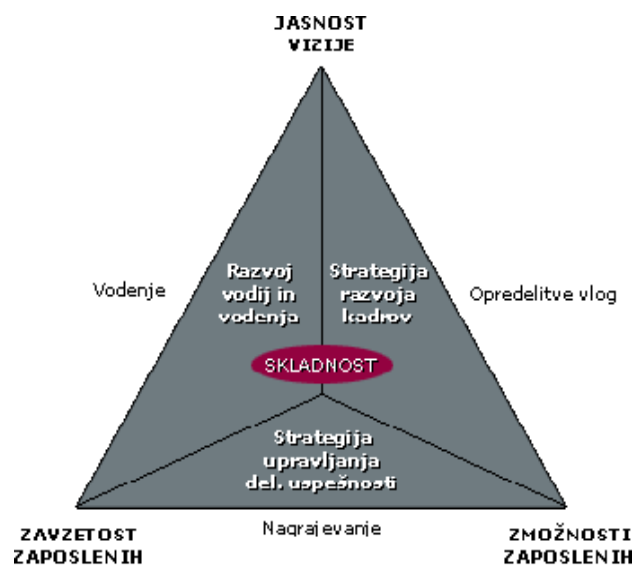 JASNOST
VIZIJE
Razvoj
vodij in
vodenja
Strategija
razvoja
kadrov
Vodenje
Opredelitve vlog
SKLADNOST
Strategija
upravljanja
del. uspešnosti
Nagrajevanje
ZAVZETOST
ZAPOSLENIH
ZMOŽNOSTI
ZAPOSLENIH